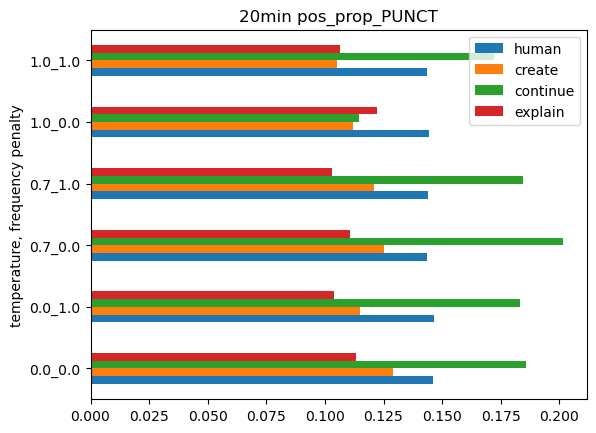 20min pos_prop_PUNCT
human
create
continue
explain
temperature, frequency penalty
1.0_1.0
1.0_0.0
0.7_1.0
0.7_0.0
0.0_1.0
0.0_0.0
0.000 0.025 0.050 0.075 0.100 0.125 0.150 0.175 0.200